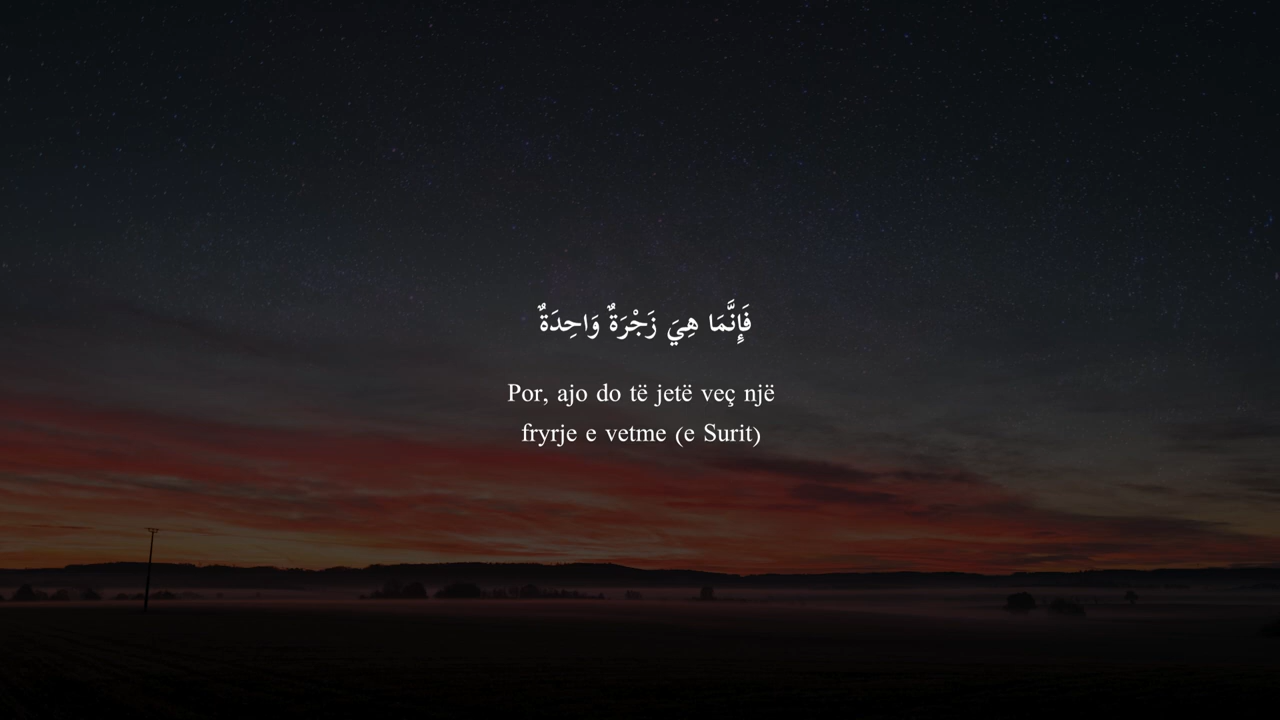 فَإِنَّمَا هِيَ زَجْرَةٌ وَاحِدَةٌ
Por, ajo do të jetë veç një
fryrje e vetme (e Surit)